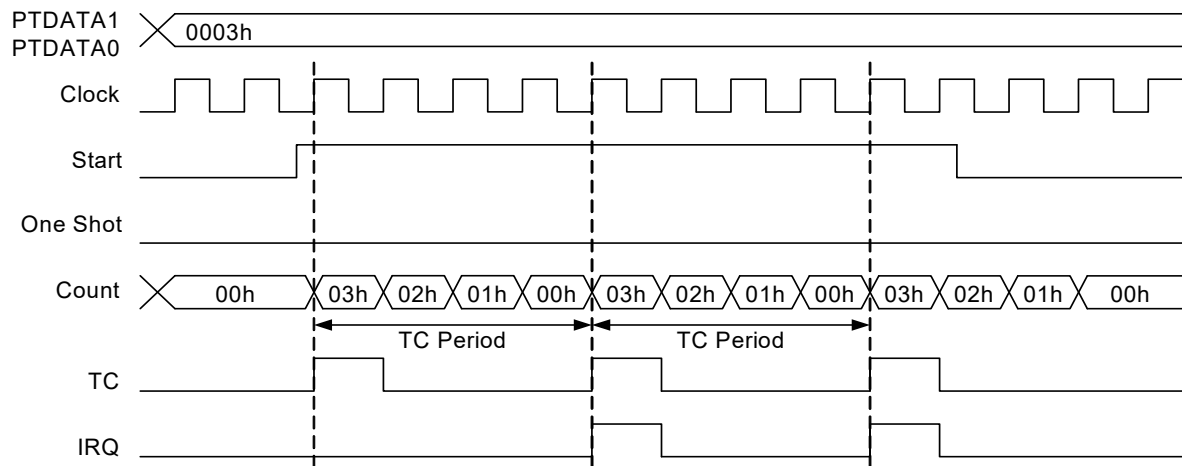 PTDATA1
PTDATA0
0003h
Clock
Start
One Shot
Count
00h 03h 02h 01h 00h 03h 02h 01h 00h 03h 02h 01h 00h
TC Period TC Period
TC
IRQ